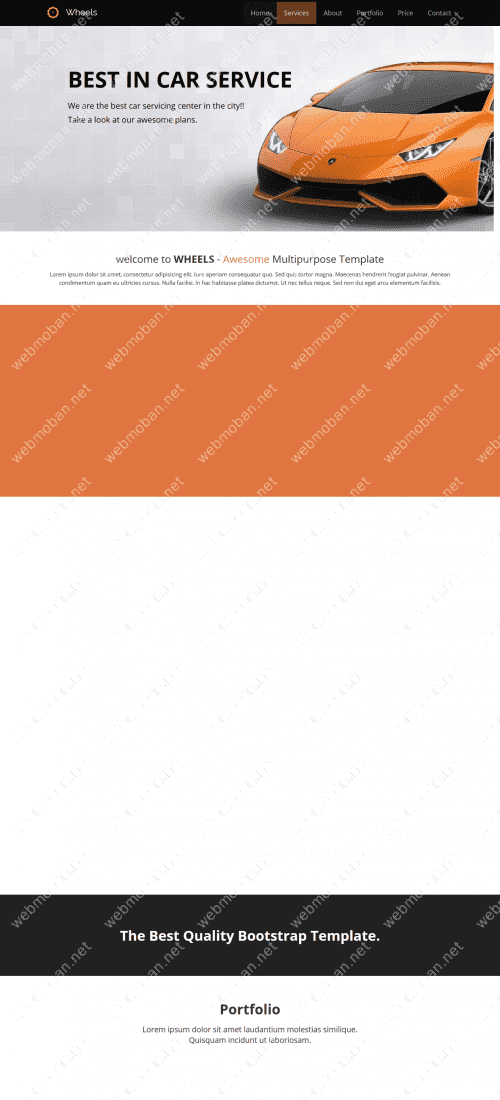 Wheels
Home Services About Portfolio Price Contact
BEST IN CAR SERVICE
We are the best car servicing center in the city!!
Take a look at our awesome plans.
welcome to WHEELS - Awesome Multipurpose Template
Lorem ipsum dolor sit amet, consectetur adipisicing elit. Iure aperiam consequatur quo. Sed quis tortor magna. Maecenas hendrerit feugiat pulvinar. Aenean
condimentum quam eu ultricies cursus. Nulla facilisi. In hac habitasse platea dictumst. Ut nec tellus neque. Sed non dui eget arcu elementum facilisis.
The Best Quality Bootstrap Template.
Portfolio
Lorem ipsum dolor sit amet laudantium molestias similique.
Quisquam incidunt ut laboriosam.
webmoban.net